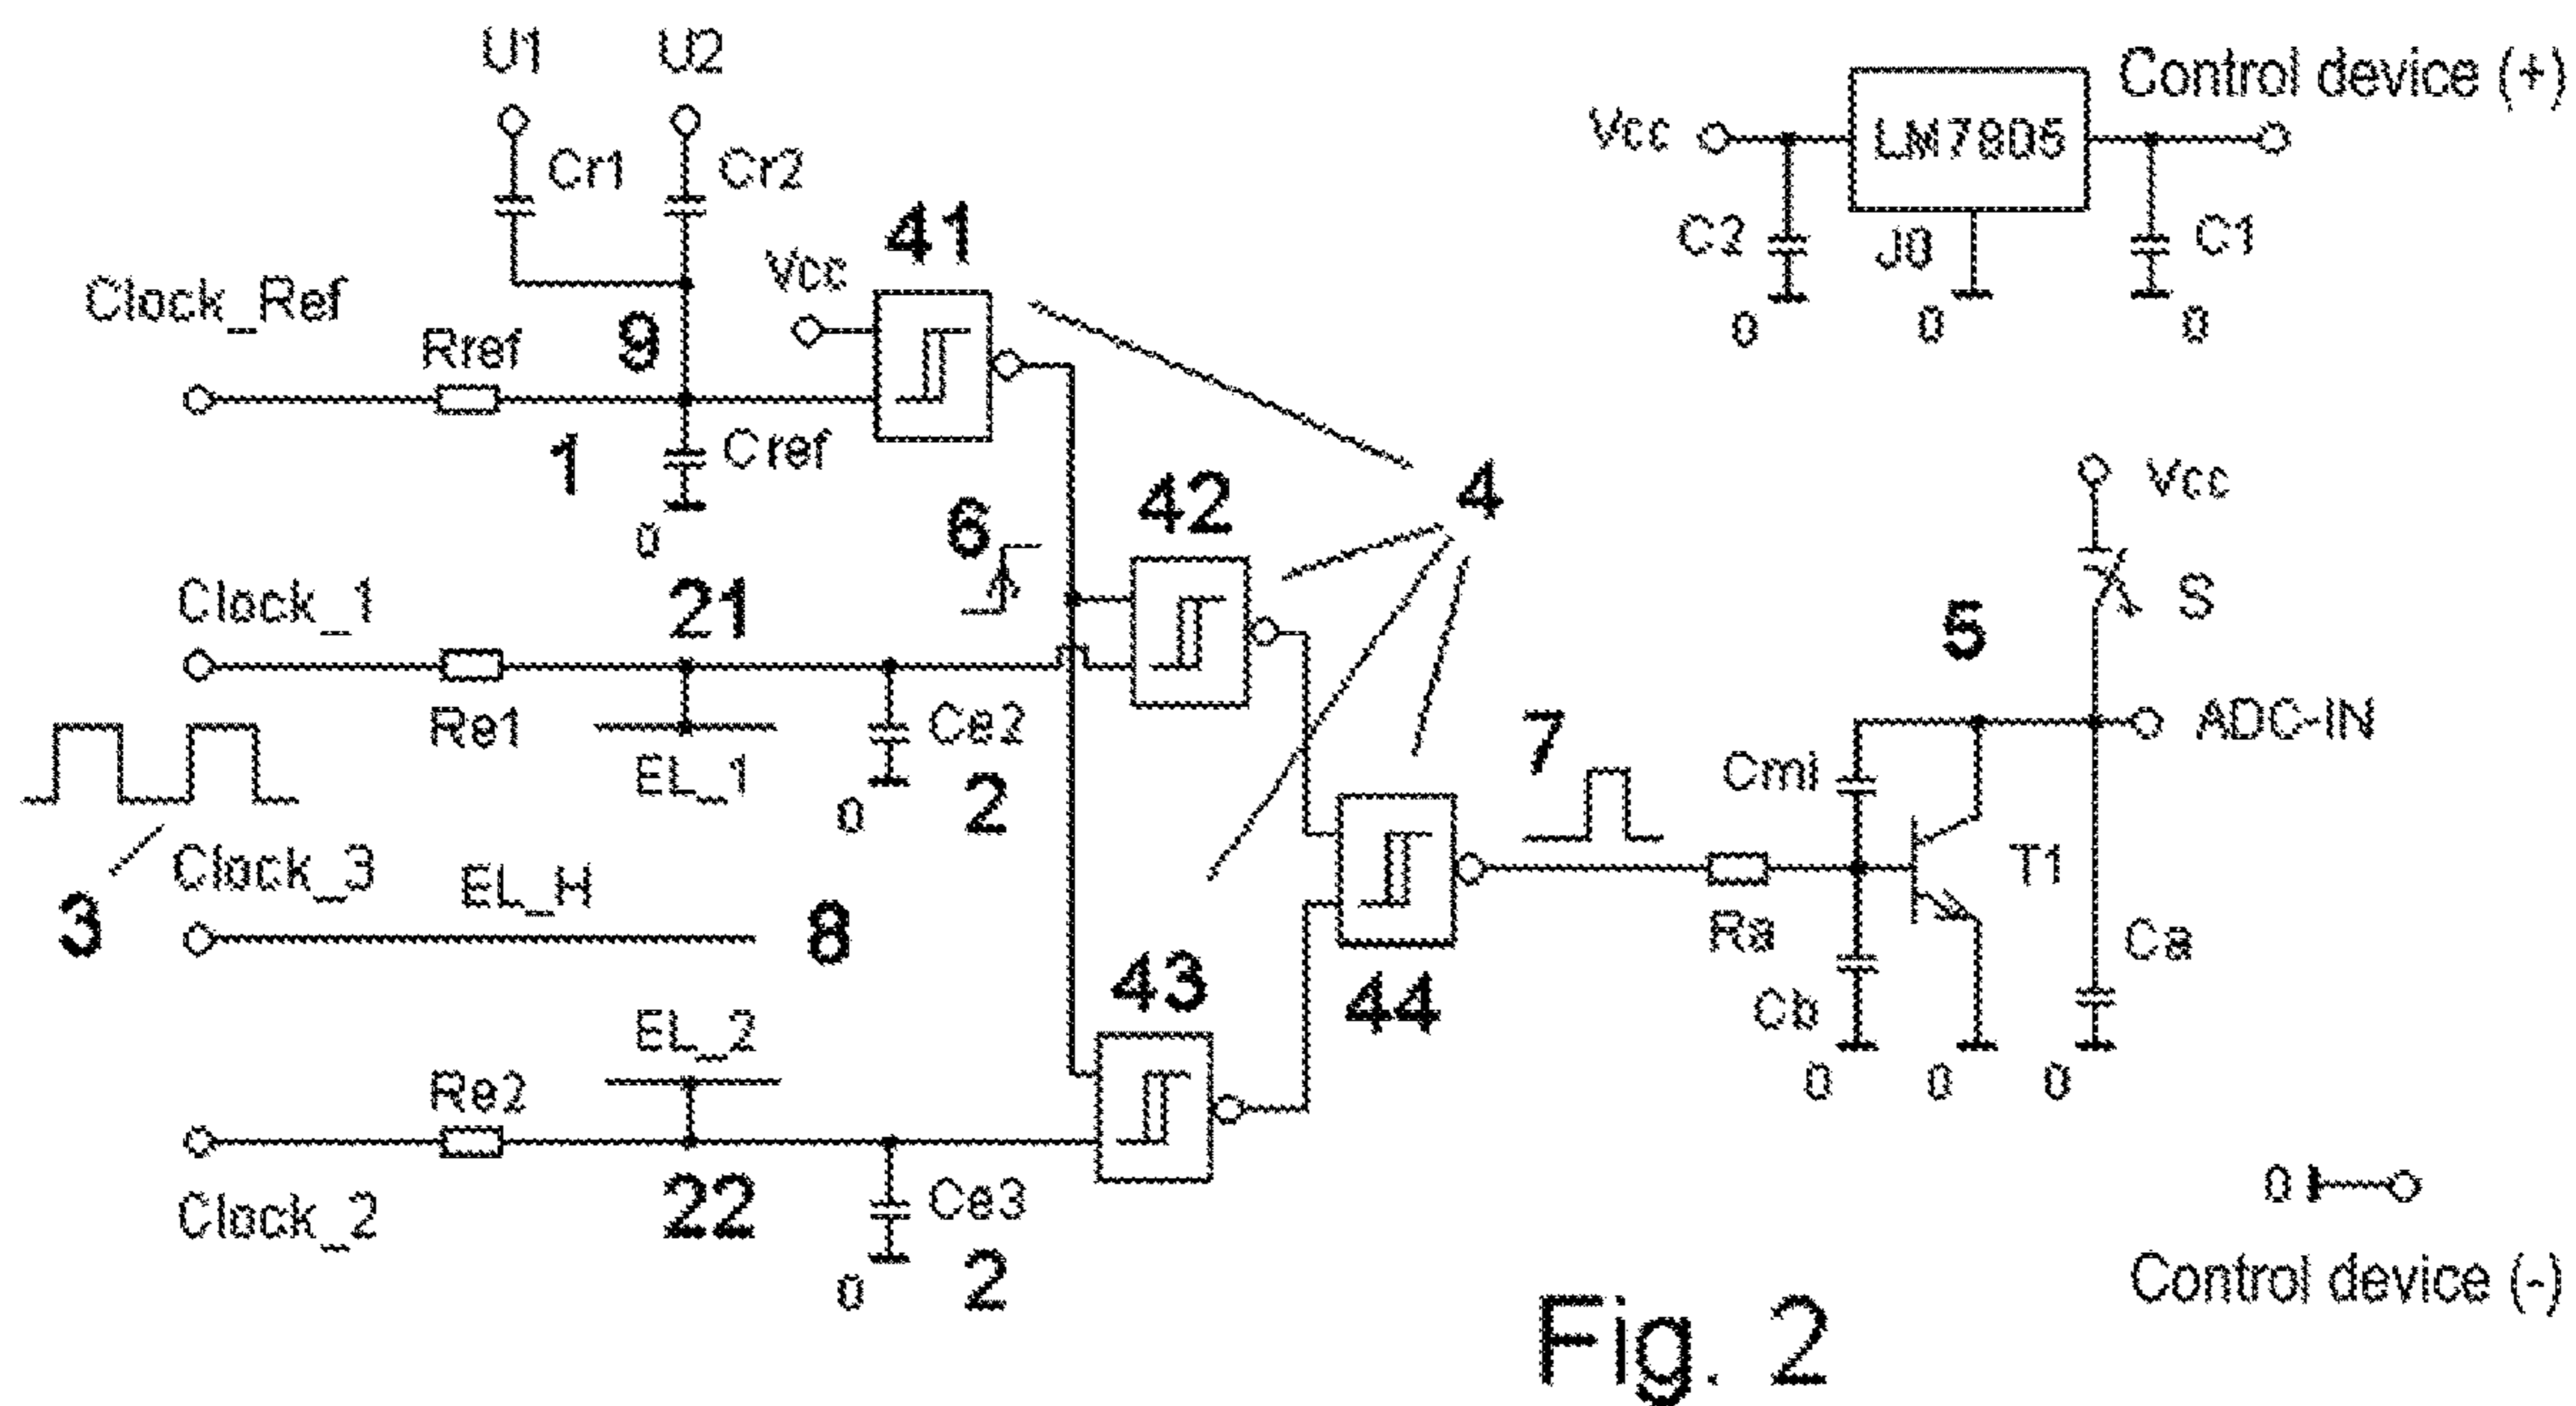 U1 U2
Cr1 Cr2
Clock_Ref
Rref
9
1
Cref
0
Vcc
41
Vcc
LM7805
Control device (+)
C2
J0
C1
0 0 0
6
42
4
Clock_1
21
Re1
EL_1
Ce2
0
2
3
Clock_3
EL_H
8
43
44
EL_2
Re2
Clock_2
22
Ce3
0
2
7
5
Vcc
S
ADC-IN
Cmi
T1
Ra
Ca
Cb
0 0 0
0
Control device (-)
Fig. 2